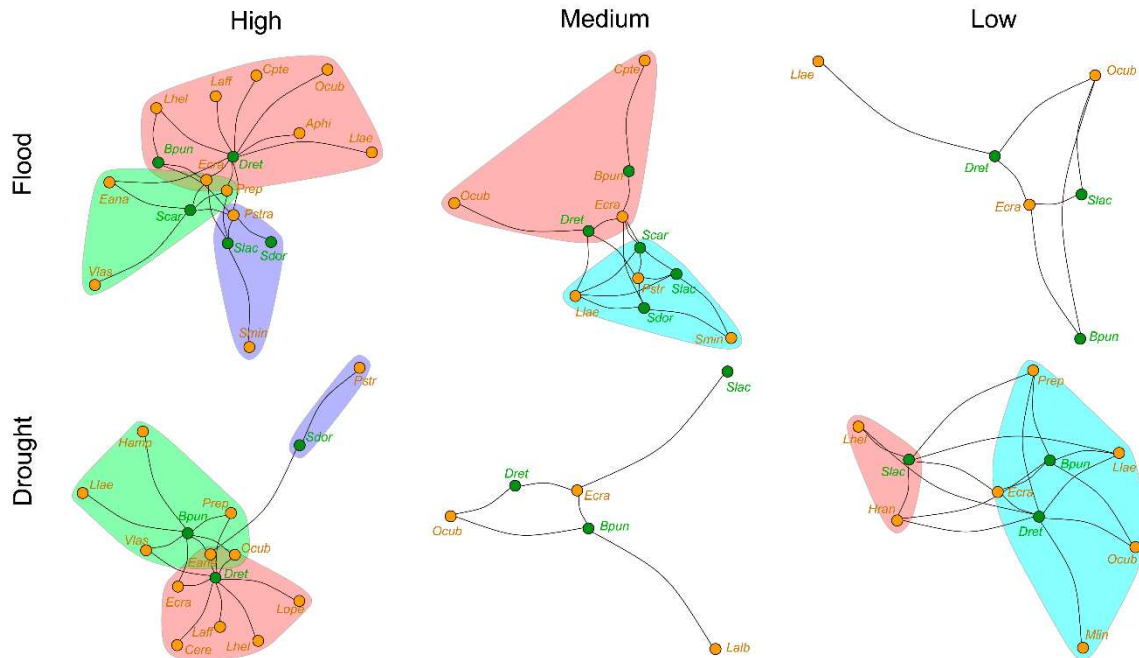 High
Medium
Low
Flood
Drought
Cpte
Laff
Ocub
Lhel
Aphi
Llae
Bpun
Ecra
Dret
Eana
Prep
Scar
Pstra
Slac
Sdor
Vlas
Smin
Cpte
Bpun
Ocub
Ecra
Dret
Scar
Pstr
Slac
Llae
Sdor
Smin
Llae
Ocub
Dret
Slac
Ecra
Bpun
Pstr
Sdor
Hamp
Llae
Prep
Bpun
Vlas
Ocub
Eana
Dret
Ecra
Lope
Laff
Cere
Lhel
Slac
Dret
Ecra
Ocub
Bpun
Lalb
Prep
Lhel
Slac
Bpun
Llae
Ecra
Hran
Dret
Ocub
Mlin